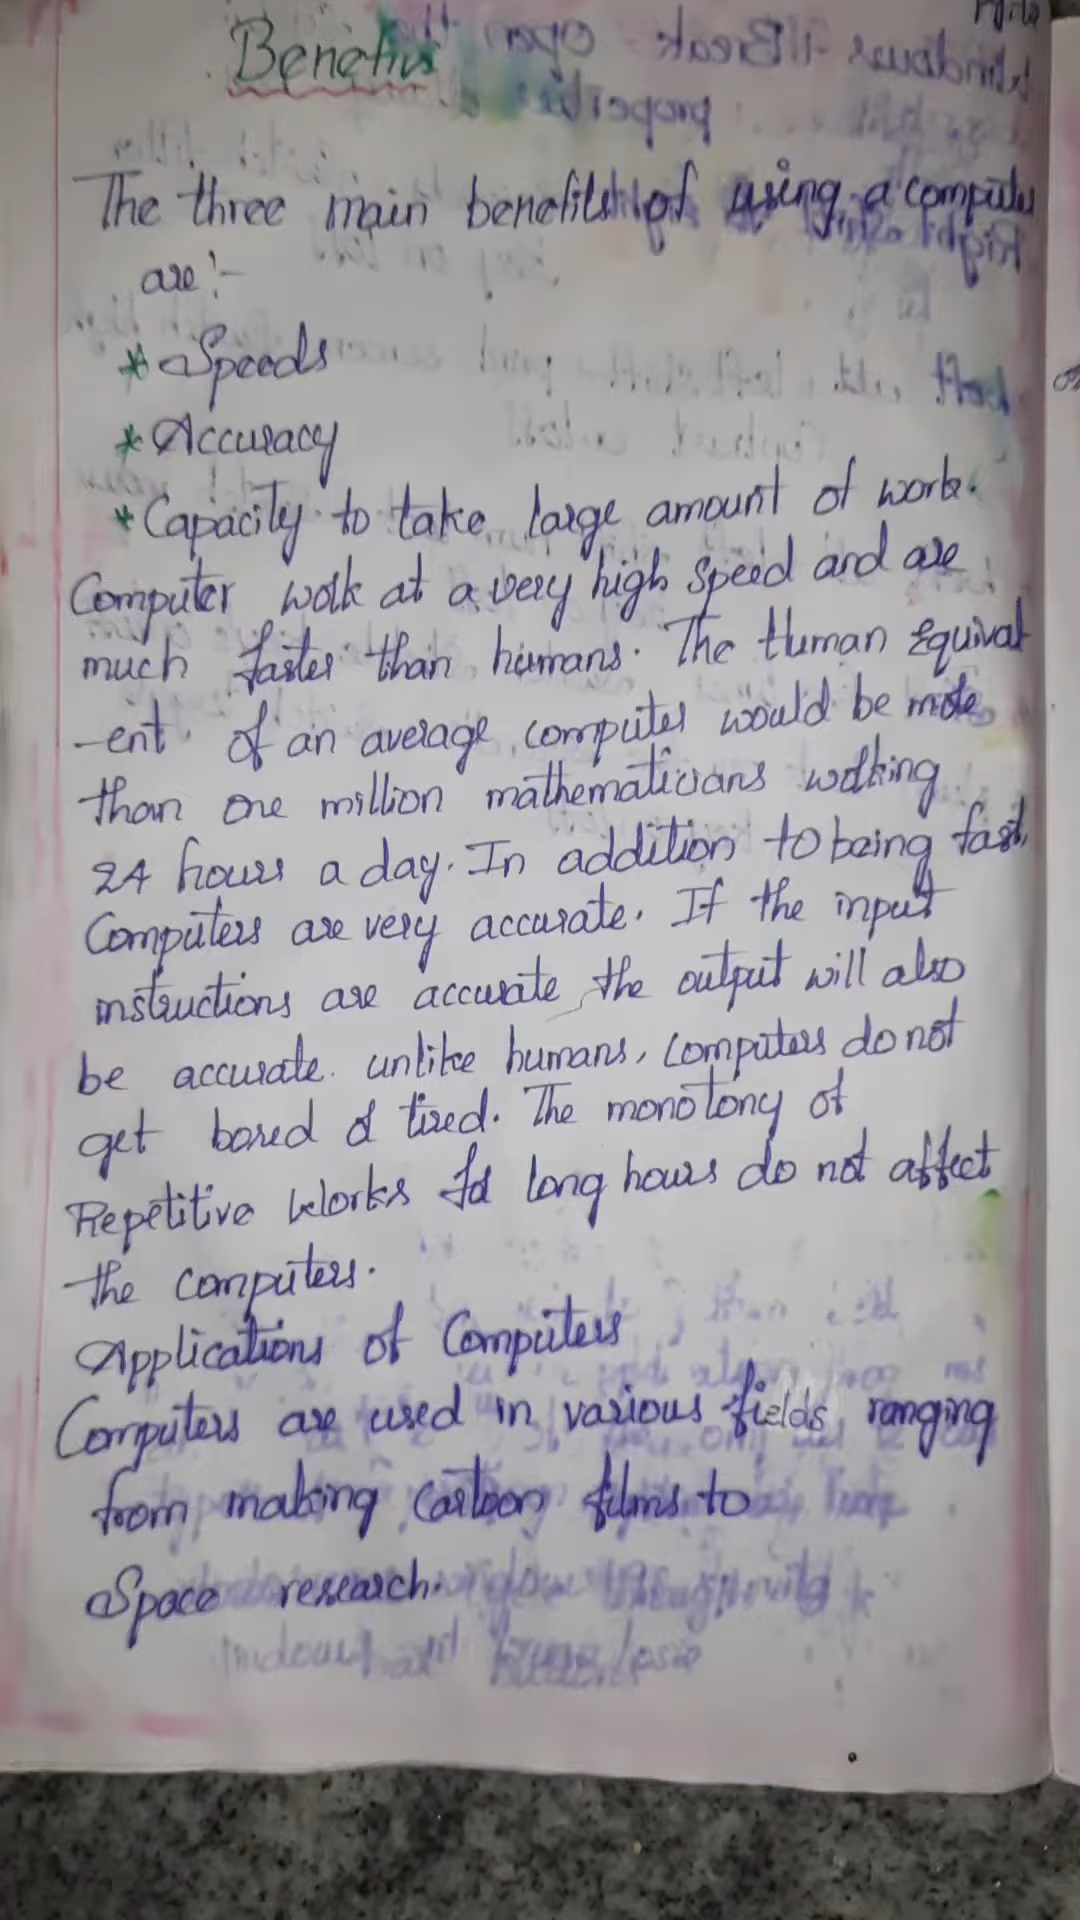 Benefits
The three main benefits of using a computer
are:-
* Speeds
* Accuracy
* Capacity to take large amount of work.
Computer work at a very high speed and are
much faster than humans. The Human Equival
-ent of an average computer would be more
than one million mathematicians working
24 hours a day. In addition to being fast,
Computers are very accurate. If the input
instructions are accurate, the output will also
be accurate. unlike humans, computers do not
get bored or tired. The monotony of
Repetitive Works for long hours do not affect
the computers.
Applications of Computers
Computers are used in various fields, ranging
from making cartoon films to
Space research.